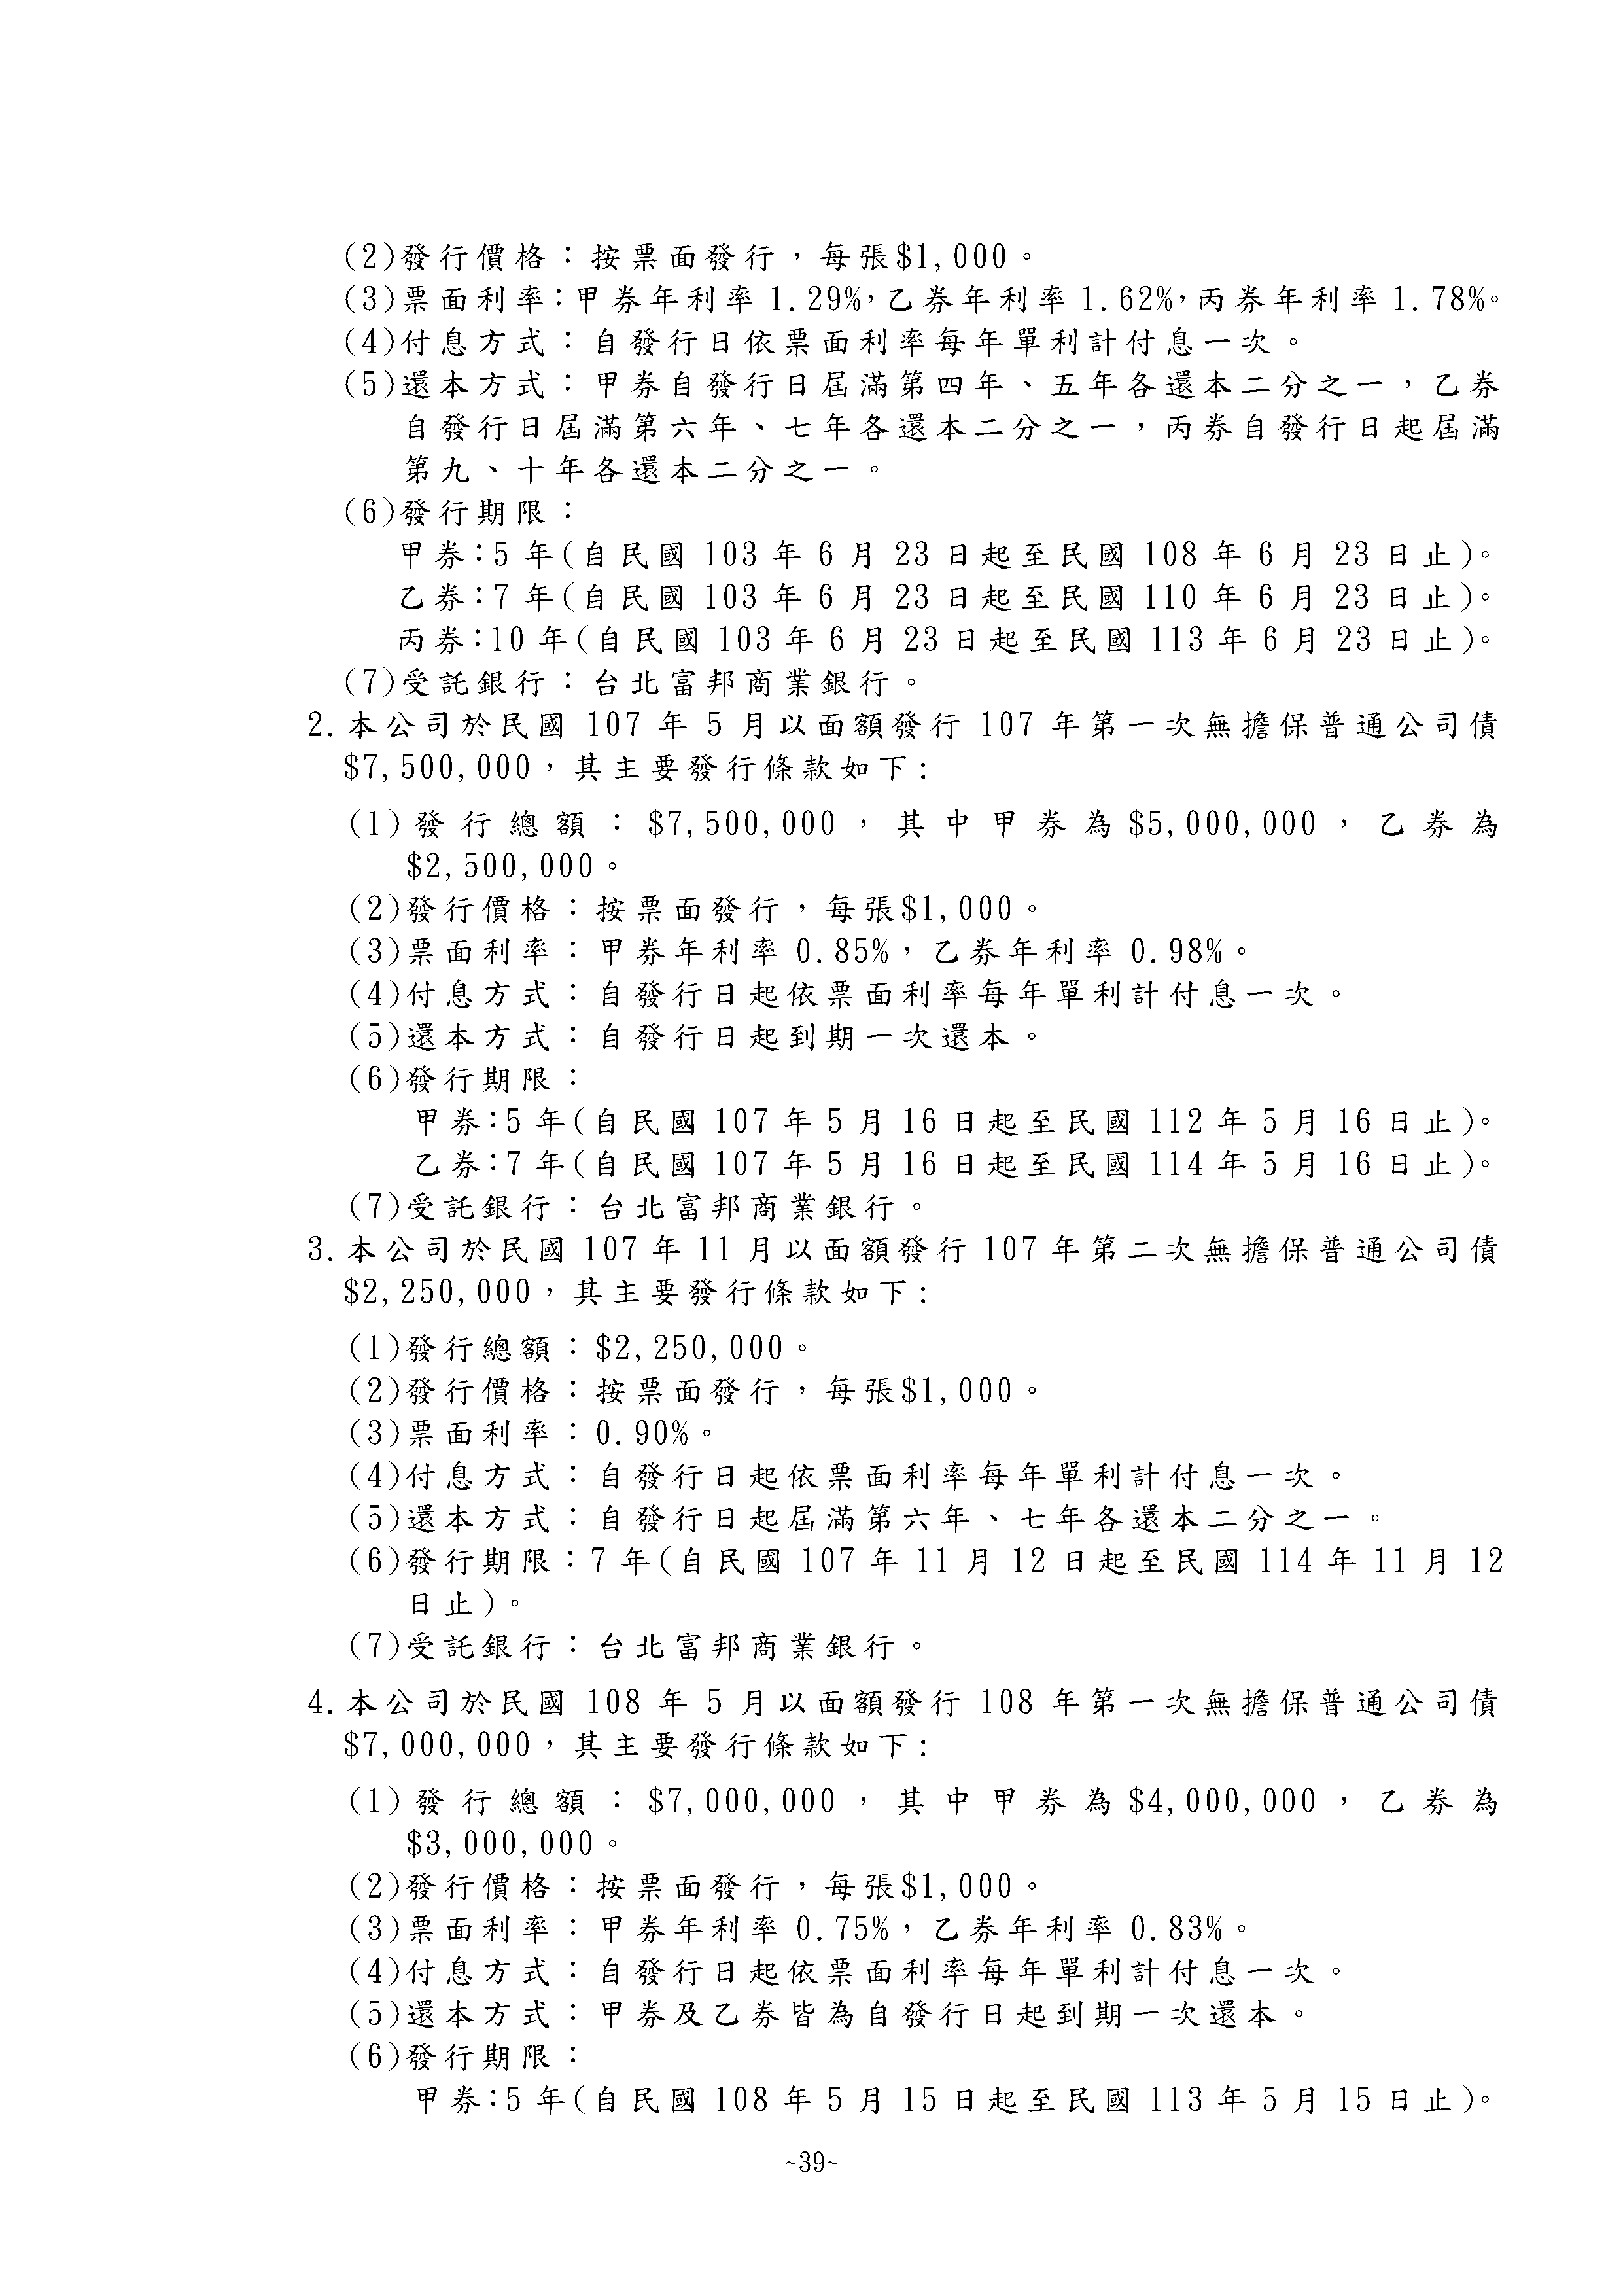 (2)發行價格：按票面發行，每張$1,000。
(3)票面利率：甲券年利率 1.29%，乙券年利率 1.62%，丙券年利率 1.78%。
(4)付息方式：自發行日依票面利率每年單利計付息一次。
(5)還本方式：甲券自發行日屆滿第四年、五年各還本二分之一，乙券
自發行日屆滿第六年、七年各還本二分之一，丙券自發行日起屆滿
第九、十年各還本二分之一。
(6)發行期限：
甲券：5 年(自民國 103 年 6 月 23 日起至民國 108 年 6 月 23 日止)。
乙券：7 年(自民國 103 年 6 月 23 日起至民國 110 年 6 月 23 日止)。
丙券：10 年(自民國 103 年 6 月 23 日起至民國 113 年 6 月 23 日止)。
(7)受託銀行：台北富邦商業銀行。
2.本公司於民國 107 年 5 月以面額發行 107 年第一次無擔保普通公司債
$7,500,000，其主要發行條款如下:
(1)發行總額：$7,500,000，其中甲券為$5,000,000，乙券為
$2,500,000。
(2)發行價格：按票面發行，每張$1,000。
(3)票面利率：甲券年利率 0.85%，乙券年利率 0.98%。
(4)付息方式：自發行日起依票面利率每年單利計付息一次。
(5)還本方式：自發行日起到期一次還本。
(6)發行期限：
甲券：5 年(自民國 107 年 5 月 16 日起至民國 112 年 5 月 16 日止)。
乙券：7 年(自民國 107 年 5 月 16 日起至民國 114 年 5 月 16 日止)。
(7)受託銀行：台北富邦商業銀行。
3.本公司於民國 107 年 11 月以面額發行 107 年第二次無擔保普通公司債
$2,250,000，其主要發行條款如下:
(1)發行總額：$2,250,000。
(2)發行價格：按票面發行，每張$1,000。
(3)票面利率：0.90%。
(4)付息方式：自發行日起依票面利率每年單利計付息一次。
(5)還本方式：自發行日起屆滿第六年、七年各還本二分之一。
(6)發行期限：7 年(自民國 107 年 11 月 12 日起至民國 114 年 11 月 12
日止)。
(7)受託銀行：台北富邦商業銀行。
4.本公司於民國 108 年 5 月以面額發行 108 年第一次無擔保普通公司債
$7,000,000，其主要發行條款如下:
(1)發行總額：$7,000,000，其中甲券為$4,000,000，乙券為
$3,000,000。
(2)發行價格：按票面發行，每張$1,000。
(3)票面利率：甲券年利率 0.75%，乙券年利率 0.83%。
(4)付息方式：自發行日起依票面利率每年單利計付息一次。
(5)還本方式：甲券及乙券皆為自發行日起到期一次還本。
(6)發行期限：
甲券：5 年(自民國 108 年 5 月 15 日起至民國 113 年 5 月 15 日止)。
~39~